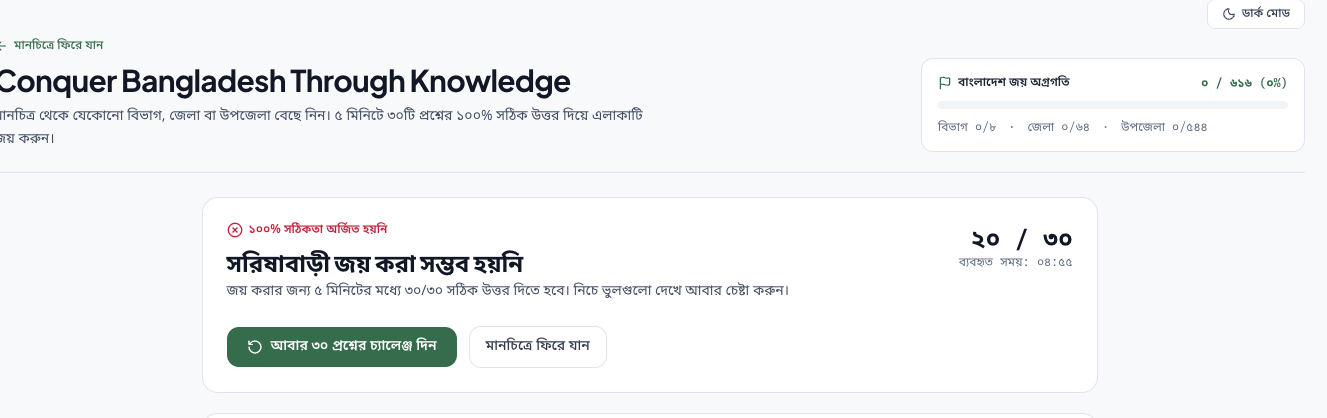 ডার্ক মোড
← মানচিত্রে ফিরে যান
Conquer Bangladesh Through Knowledge
মানচিত্র থেকে যেকোনো বিভাগ, জেলা বা উপজেলা বেছে নিন। ৫ মিনিটে ৩০টি প্রশ্নের ১০০% সঠিক উত্তর দিয়ে এলাকাটি
জয় করুন।
বাংলাদেশ জয় অগ্রগতি ০ / ৬১৬ (০%)
বিভাগ ০/৮ · জেলা ০/৬৪ · উপজেলা ০/৫৪৪
১০০% সঠিকতা অর্জিত হয়নি
সরিষাবাড়ী জয় করা সম্ভব হয়নি
জয় করার জন্য ৫ মিনিটের মধ্যে ৩০/৩০ সঠিক উত্তর দিতে হবে। নিচে ভুলগুলো দেখে আবার চেষ্টা করুন।
২০ / ৩০
ব্যবহৃত সময়: ০৪:৫৫
আবার ৩০ প্রশ্নের চ্যালেঞ্জ দিন
মানচিত্রে ফিরে যান